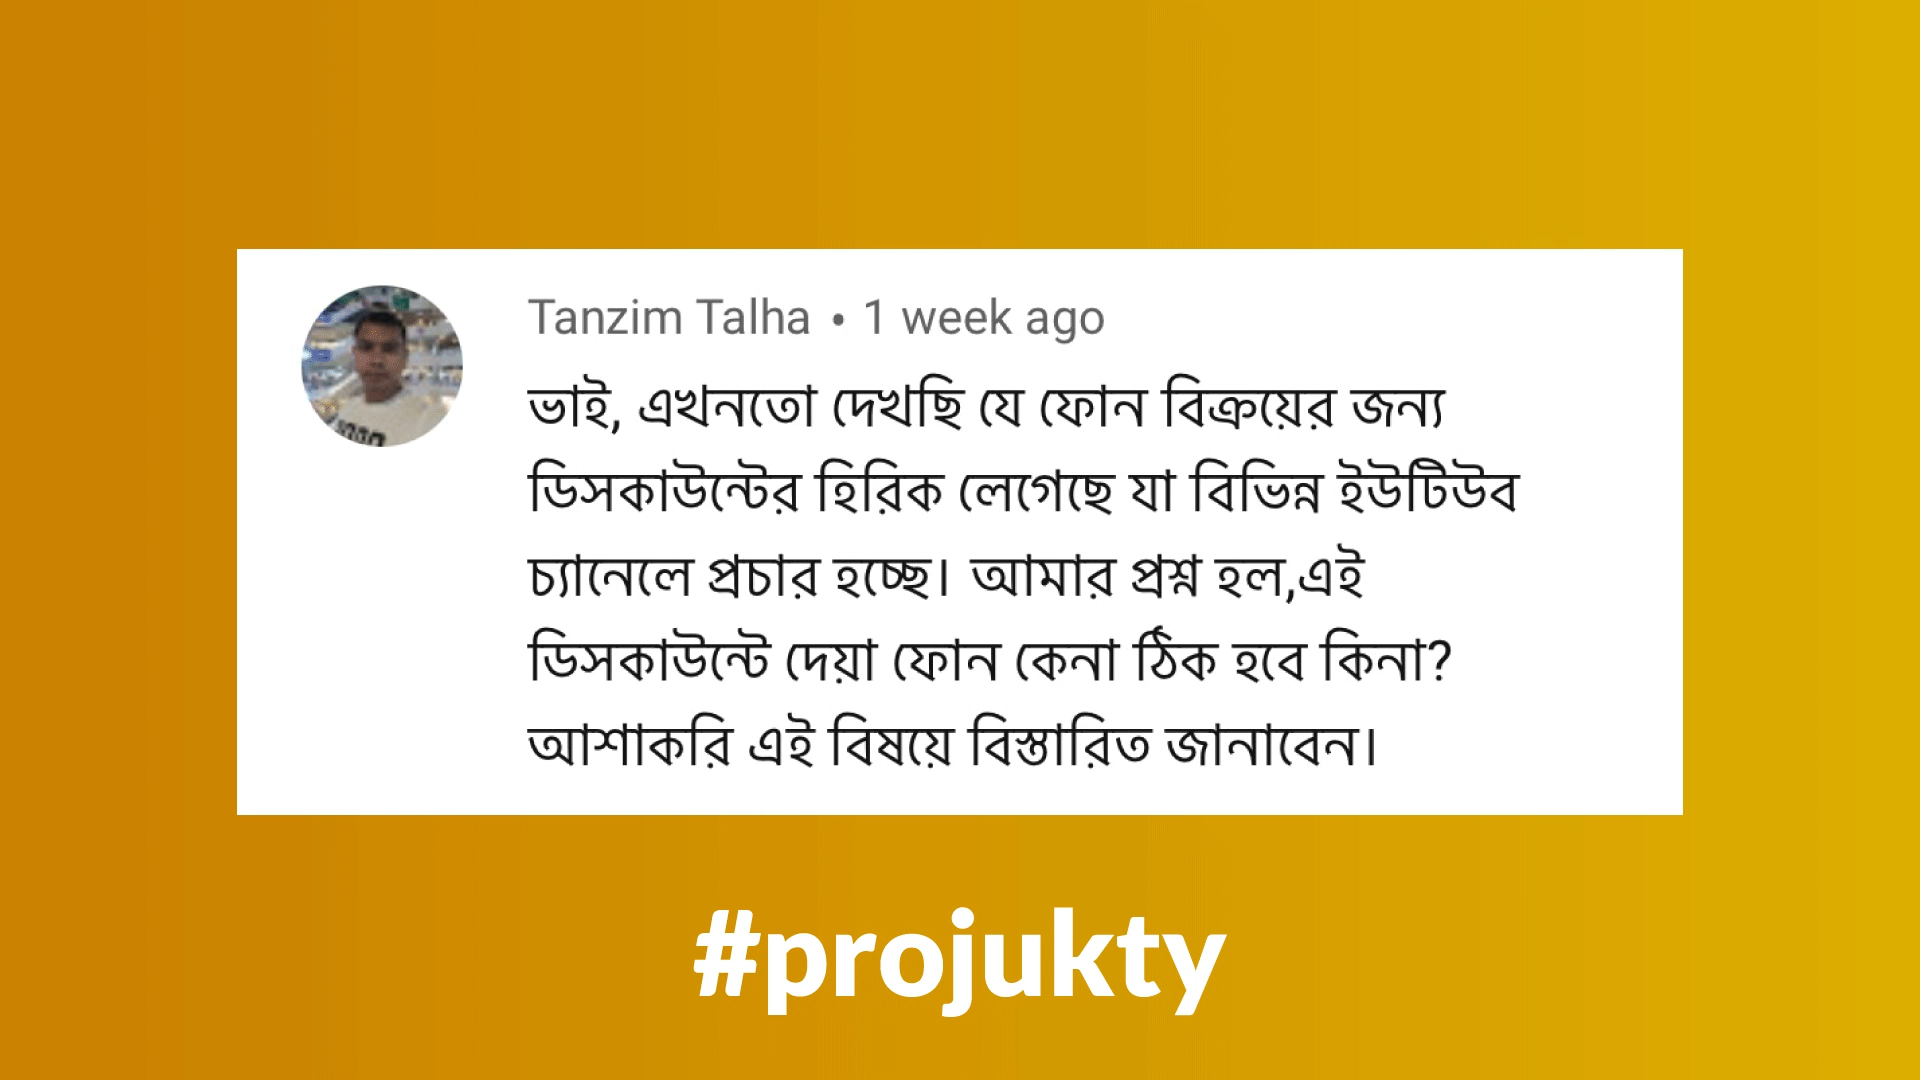 Tanzim Talha • 1 week ago
ভাই, এখনতো দেখছি যে ফোন বিক্রয়ের জন্য
ডিসকাউন্টের হিরিক লেগেছে যা বিভিন্ন ইউটিউব
চ্যানেলে প্রচার হচ্ছে। আমার প্রশ্ন হল,এই
ডিসকাউন্টে দেয়া ফোন কেনা ঠিক হবে কিনা?
আশাকরি এই বিষয়ে বিস্তারিত জানাবেন।
#projukty